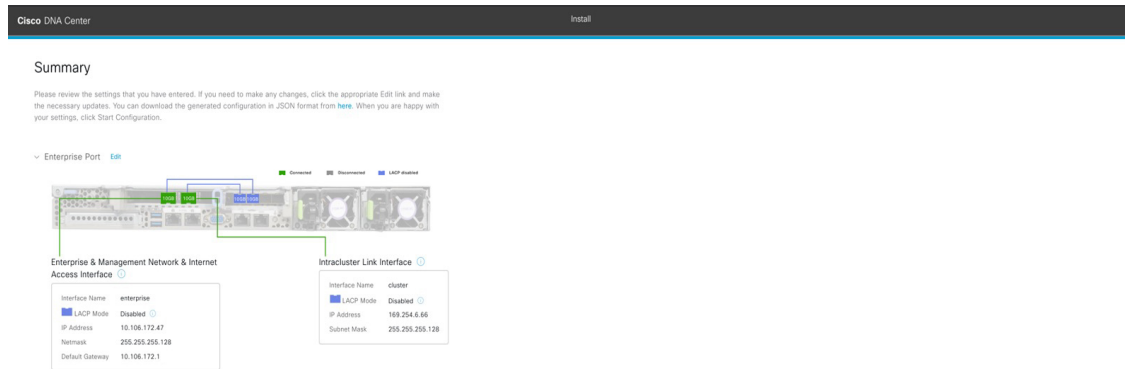 Cisco DNA Center
Install
Summary
Please review the settings that you have entered. If you need to make any changes, click the appropriate Edit link and make
the necessary updates. You can download the generated configuration in JSON format from here. When you are happy with
your settings, click Start Configuration.
Enterprise Port Edit
Connected Disconnected LACP disabled
10GB 10GB 10GB 10GB
Enterprise & Management Network & Internet
Access Interface
Interface Name enterprise
LACP Mode Disabled
IP Address 10.106.172.47
Netmask 255.255.255.128
Default Gateway 10.106.172.1
Intracluster Link Interface
Interface Name cluster
LACP Mode Disabled
IP Address 169.254.6.66
Subnet Mask 255.255.255.128